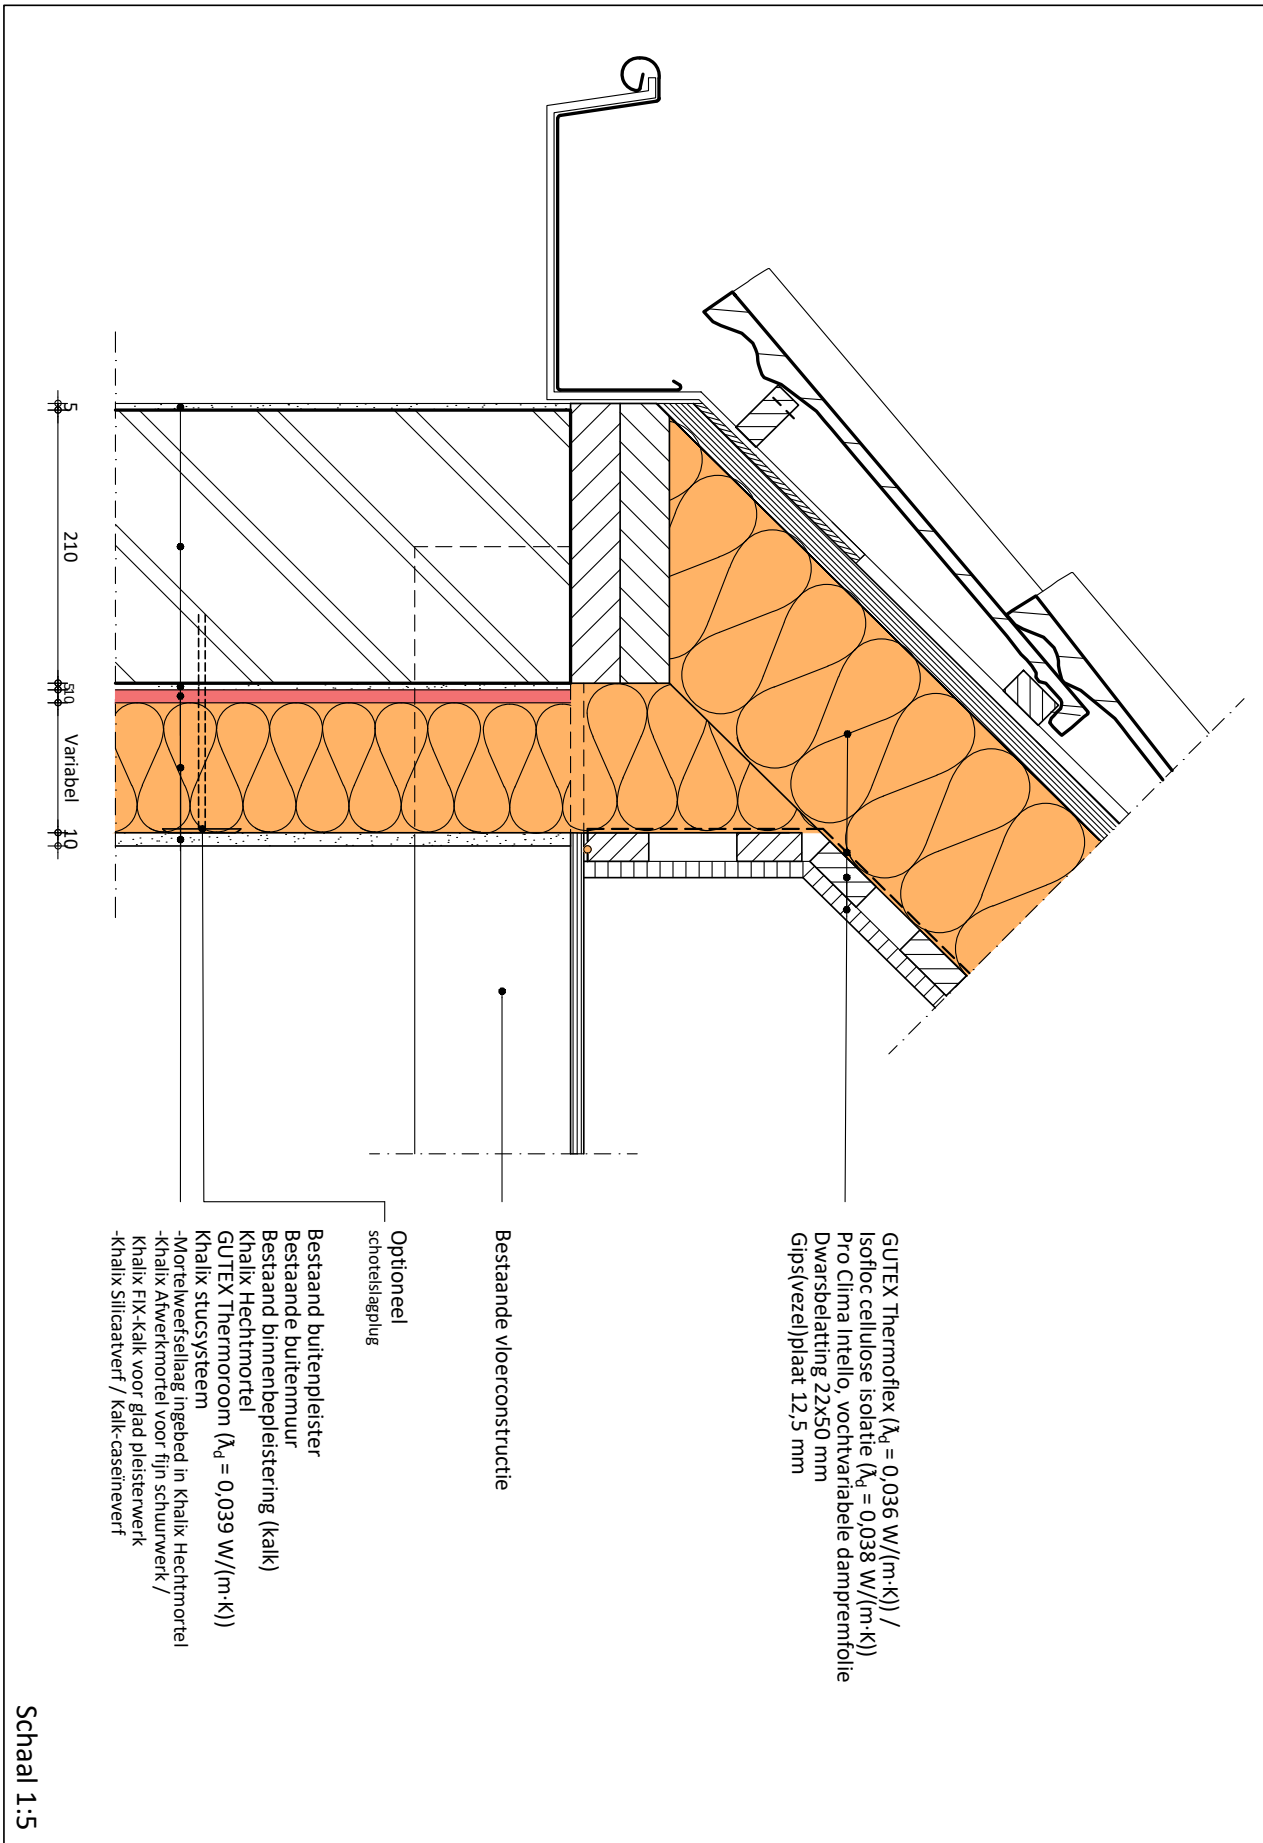 GUTEX Thermoflex (λd = 0,036 W/(m·K)) /
Isofloc cellulose isolatie (λd = 0,038 W/(m·K))
Pro Clima Intello, vochtvariabele dampremfolie
Dwarsbelatting 22x50 mm
Gips(vezel)plaat 12,5 mm
Bestaande vloerconstructie
Optioneel
schotelslagplug
Bestaand buitenpleister
Bestaande buitenmuur
Bestaand binnenbepleistering (kalk)
Khalix Hechtmortel
GUTEX Thermoroom (λd = 0,039 W/(m·K))
Khalix stucsysteem
-Mortelweefsellaag ingebed in Khalix Hechtmortel
-Khalix Afwerkmortel voor fijn schuurwerk /
Khalix FIX-Kalk voor glad pleisterwerk
-Khalix Silicaatverf / Kalk-caseïneverf
5 210 5 10 Variabel 10
Schaal 1:5